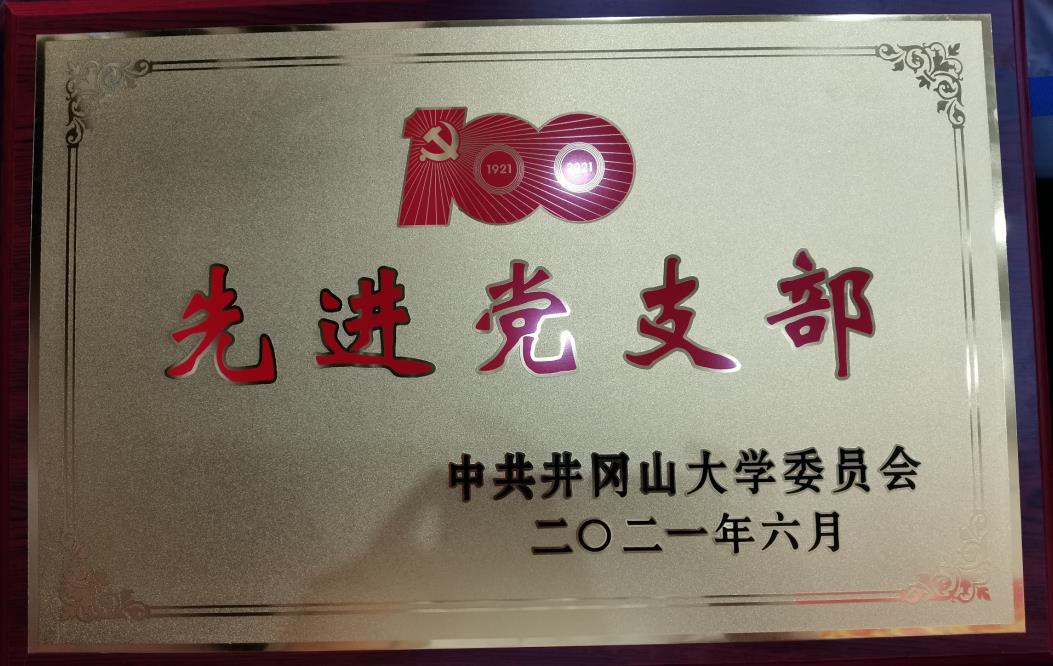 100
1921 2021
先进党支部
中共井冈山大学委员会
二〇二一年六月